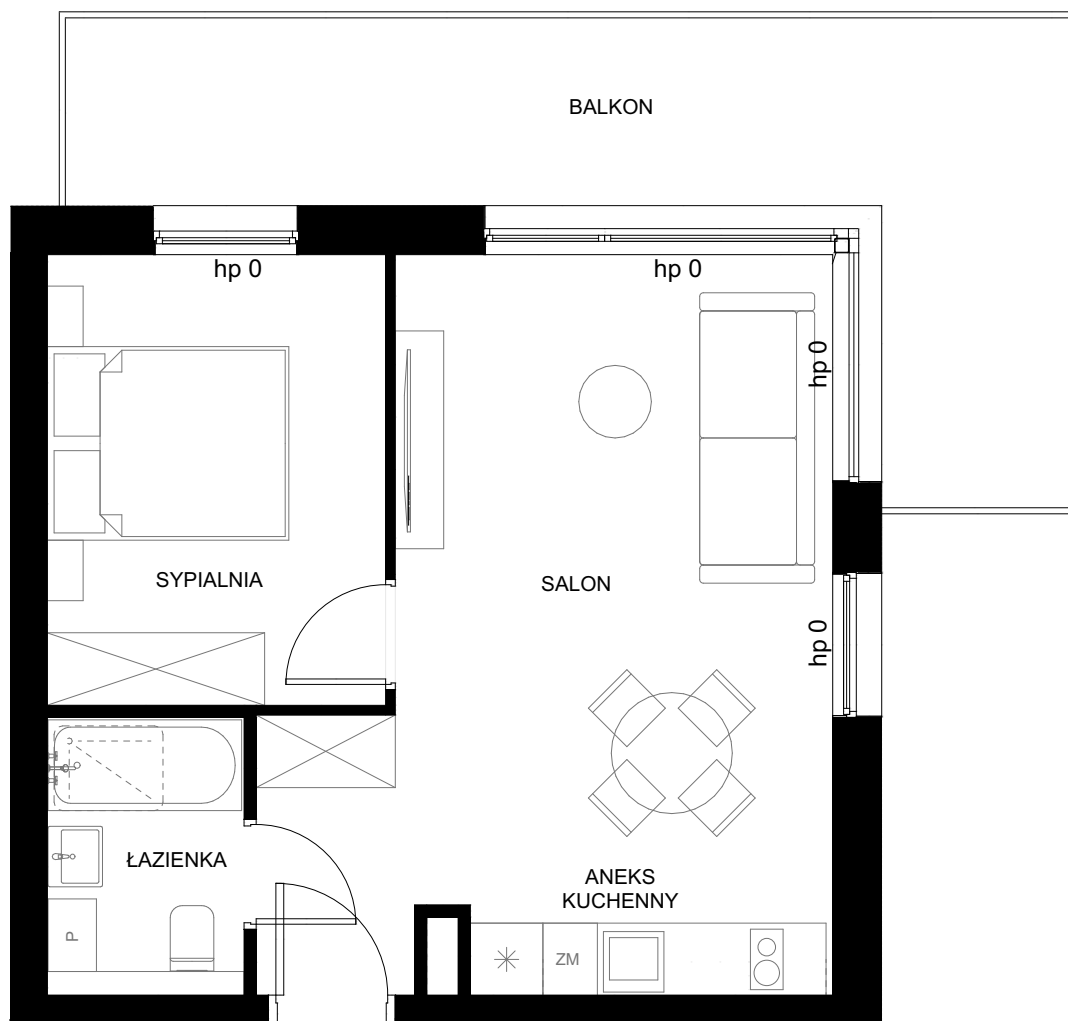 BALKON
hp 0
hp 0
hp 0
SYPIALNIA
SALON
hp 0
ŁAZIENKA
ANEKS
KUCHENNY
P
ZM